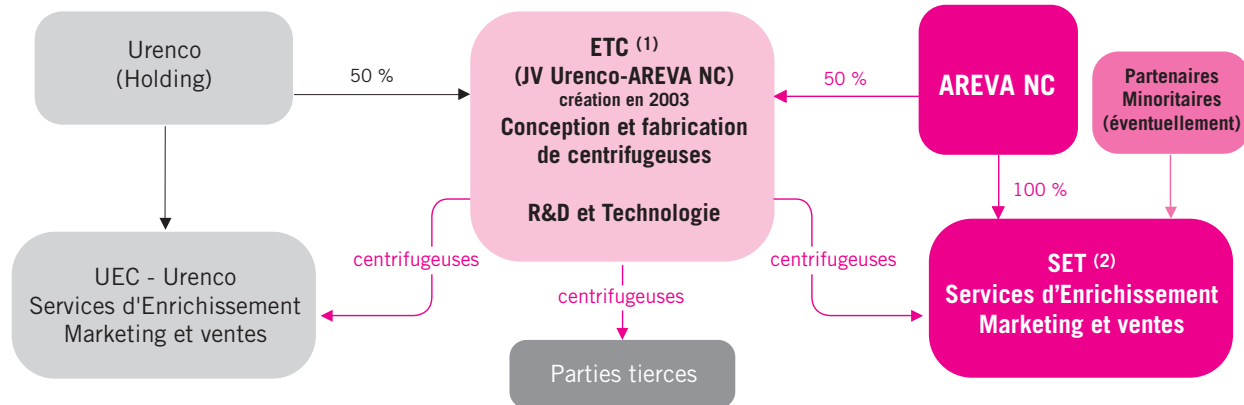 Urenco
(Holding)
50 %
ETC (1)
(JV Urenco-AREVA NC)
création en 2003
Conception et fabrication
de centrifugeuses
R&D et Technologie
50 %
AREVA NC
Partenaires
Minoritaires
(éventuellement)
100 %
centrifugeuses
centrifugeuses
centrifugeuses
UEC - Urenco
Services d'Enrichissement
Marketing et ventes
SET (2)
Services d’Enrichissement
Marketing et ventes
Parties tierces